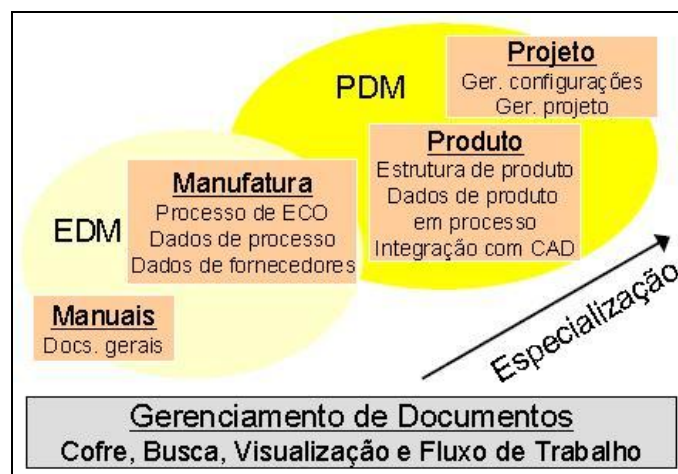 Projeto
Ger. configurações
Ger. projeto
PDM
Produto
Estrutura de produto
Dados de produto
em processo
Integração com CAD
Manufatura
Processo de ECO
Dados de processo
Dados de fornecedores
EDM
Manuais
Docs. gerais
Especialização
Gerenciamento de Documentos
Cofre, Busca, Visualização e Fluxo de Trabalho